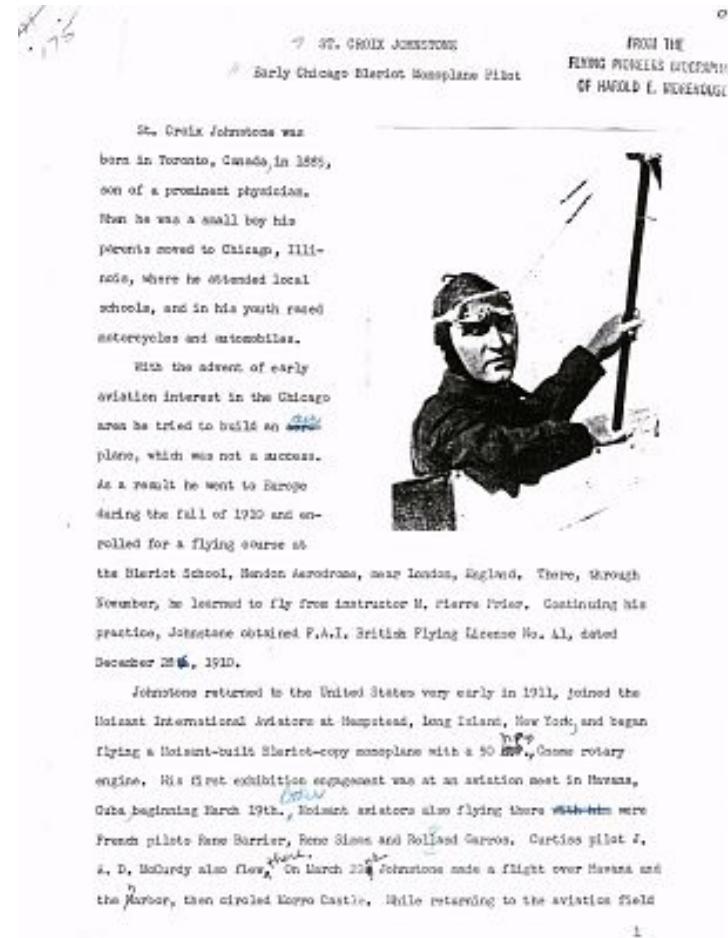 ST. CROIX JOHNSTONE
Early Chicago Bleriot Monoplane Pilot
FROM THE
FLYING PIONEERS BIOGRAPHIES
OF HAROLD E. MOREHOUSE
St. Croix Johnstone was
born in Toronto, Canada, in
son of a prominent physician.
When he was a small boy his
parents moved to Chicago, Illi-
nois, where he attended local
schools, and in his youth raced
motorcycles and automobiles.
With the advent of early
aviation interest in the Chicago
area he tried to build an
plane, which was not a success.
As a result he went to Europe
during the fall of 1910 and en-
rolled for a flying course at
the Bleriot School, Hendon Aerodrome, near London, England. There, through
November, he learned to fly from instructor M. Pierre Prier. Continuing his
practice, Johnstone obtained F.A.I. British Flying License No. 41, dated
December 28, 1910.
Johnstone returned to the United States very early in 1911, joined the
Moisant International Aviators at Hempstead, Long Island, New York, and began
flying a Moisant-built Bleriot-copy monoplane with a 50 h.p. Gnome rotary
engine. His first exhibition engagement was at an aviation meet in Havana,
Cuba, beginning March 19th. Other Moisant aviators also flying there with him were
French pilots Rene Barrier, Rene Simon and Rolland Garros. Curtiss pilot J.
A. D. McCurdy also flew there. On March Johnstone made a flight over Havana and
the harbor, then circled Morro Castle. While returning to the aviation field
1